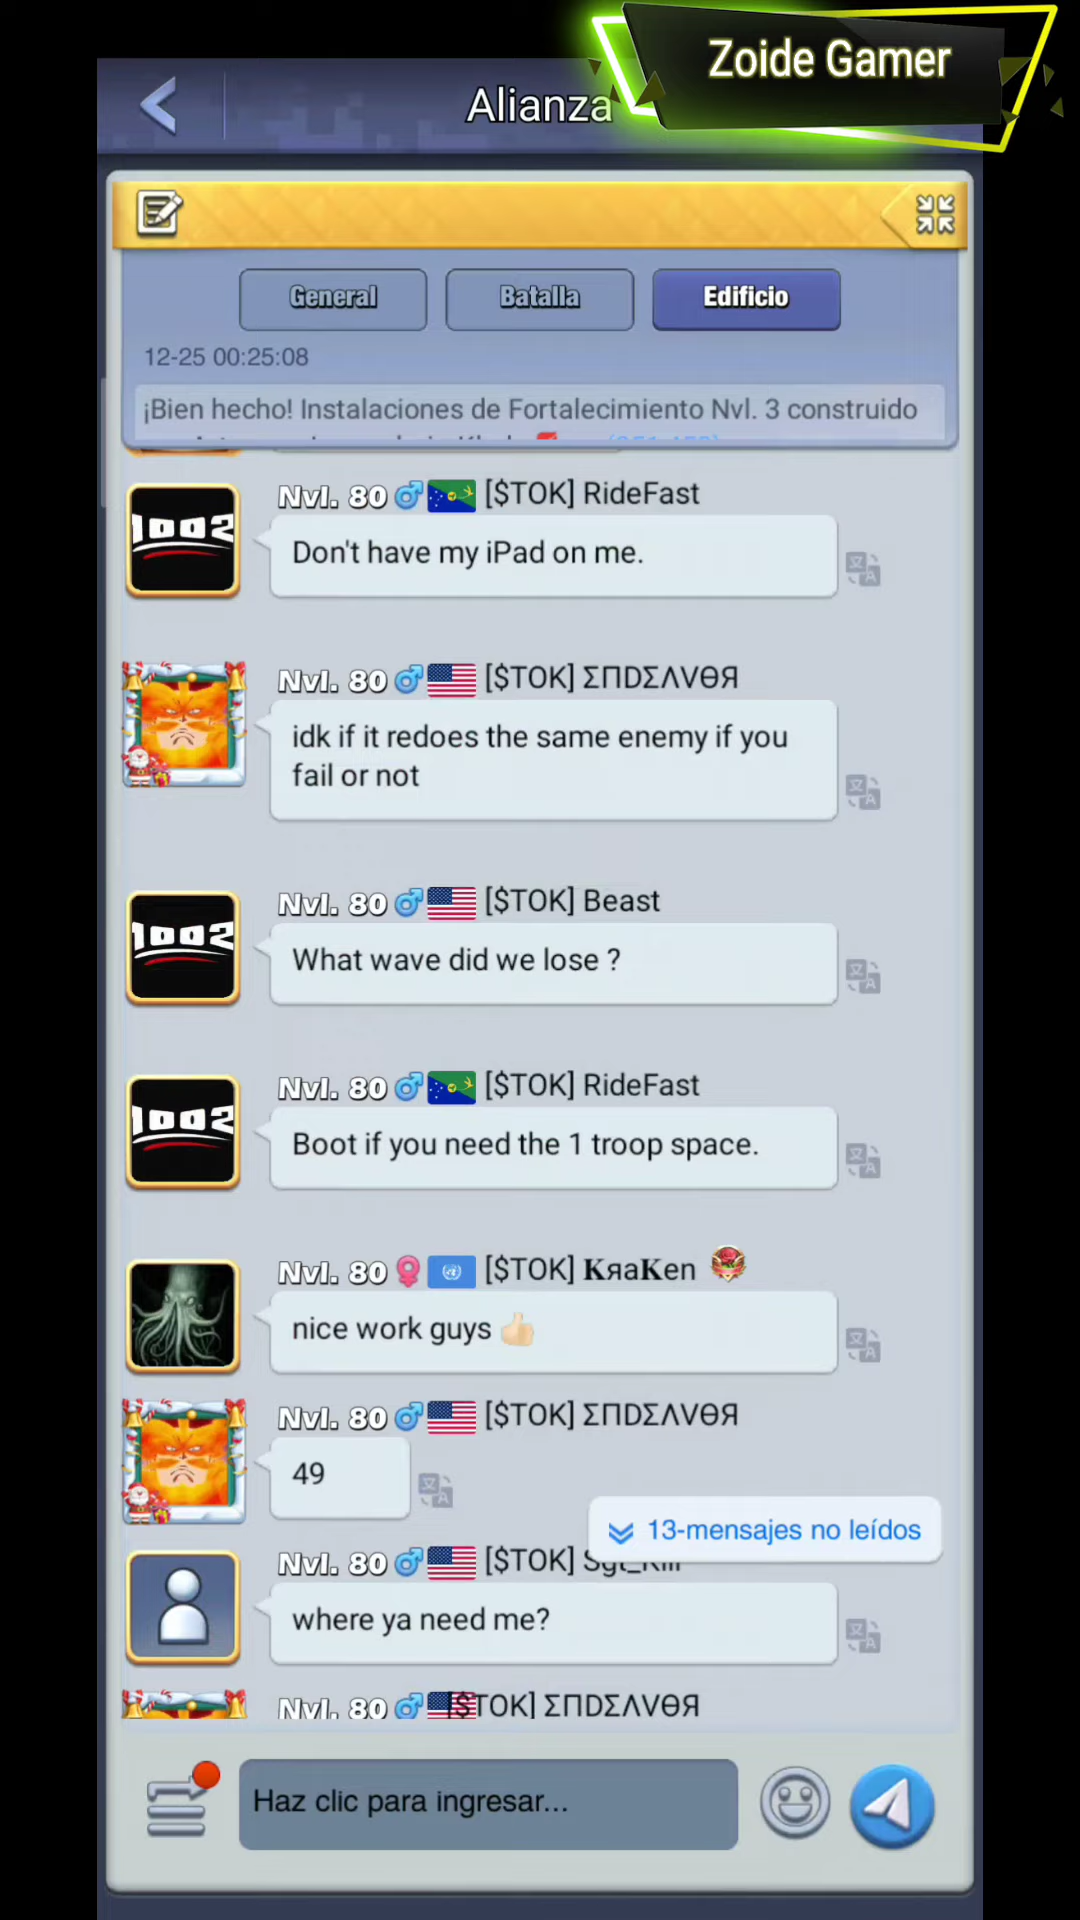 Zoide Gamer
Alianza
General Batalla Edificio
12-25 00:25:08
¡Bien hecho! Instalaciones de Fortalecimiento Nvl. 3 construido
1002
Nvl. 80 [$TOK] RideFast
Don't have my iPad on me.
Nvl. 80 [$TOK] ΣΠDΣΛVΘЯ
idk if it redoes the same enemy if you
fail or not
1002
Nvl. 80 [$TOK] Beast
What wave did we lose ?
1002
Nvl. 80 [$TOK] RideFast
Boot if you need the 1 troop space.
Nvl. 80 [$TOK] 𝐊яa𝐊en
nice work guys 👍🏻
Nvl. 80 [$TOK] ΣΠDΣΛVΘЯ
49
13-mensajes no leídos
Nvl. 80 [$TOK] Sgt_Kill
where ya need me?
Nvl. 80 [$TOK] ΣΠDΣΛVΘЯ
Haz clic para ingresar...